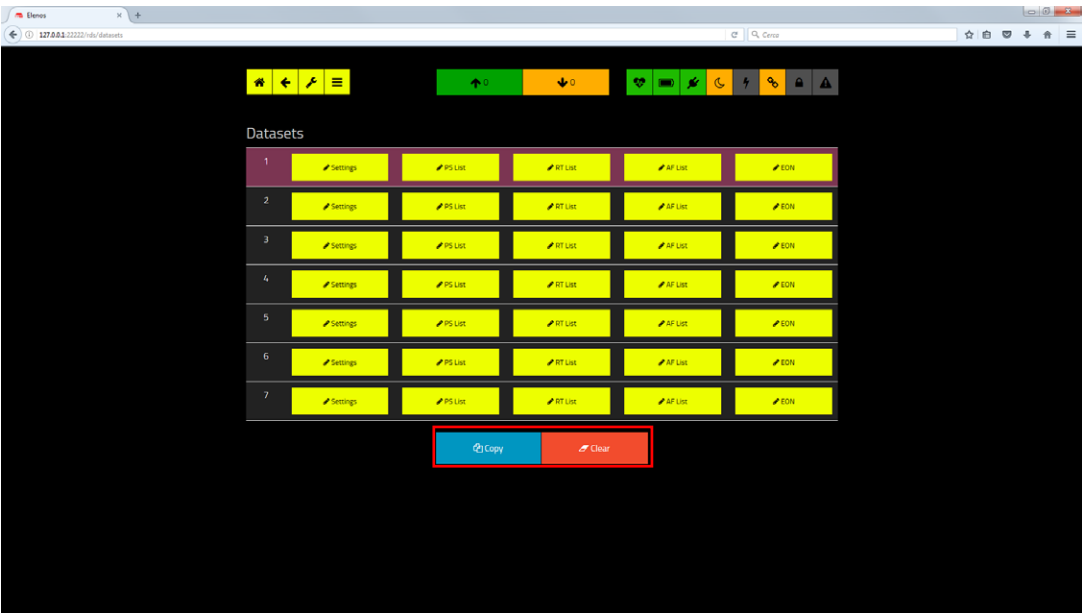 Elenos
127.0.0.1:22222/rds/datasets
Cerca
0 0
Datasets
1 Settings PS List RT List AF List EON
2 Settings PS List RT List AF List EON
3 Settings PS List RT List AF List EON
4 Settings PS List RT List AF List EON
5 Settings PS List RT List AF List EON
6 Settings PS List RT List AF List EON
7 Settings PS List RT List AF List EON
Copy Clear